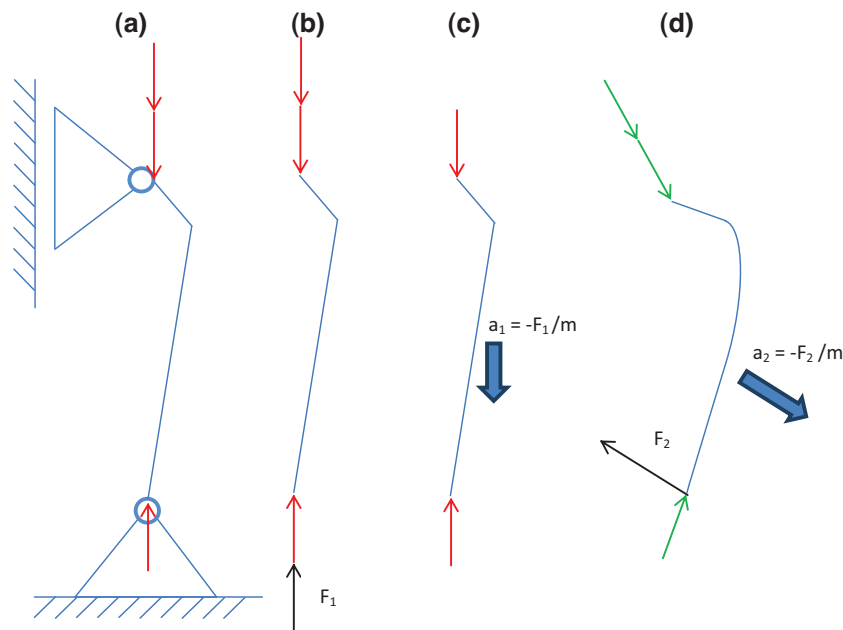 (a)
(b)
(c)
(d)
a₁ = -F₁/m
a₂ = -F₂/m
F₂
F₁